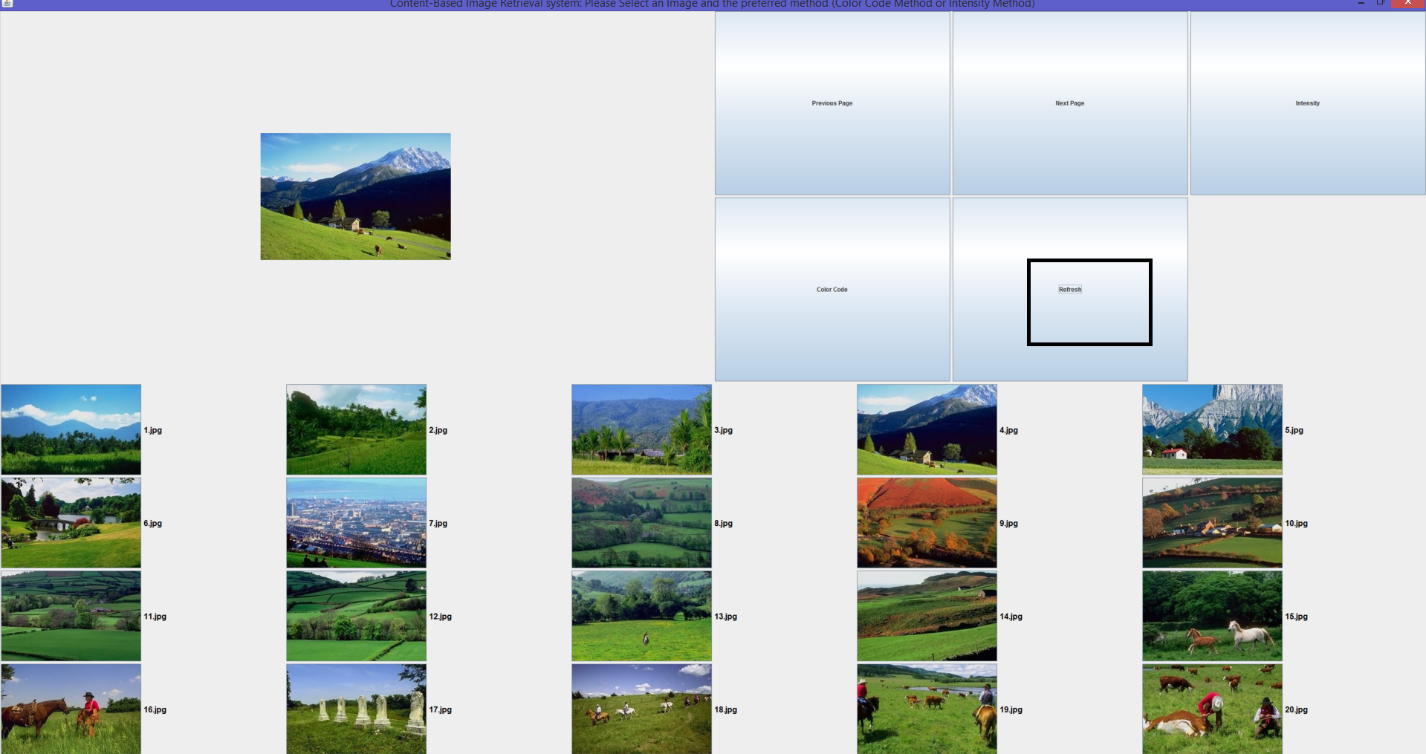 Content-Based Image Retrieval system: Please Select an Image and the preferred method (Color Code Method or Intensity Method)
Previous Page
Next Page
Intensity
Color Code
Refresh
1.jpg
2.jpg
3.jpg
4.jpg
5.jpg
6.jpg
7.jpg
8.jpg
9.jpg
10.jpg
11.jpg
12.jpg
13.jpg
14.jpg
15.jpg
16.jpg
17.jpg
18.jpg
19.jpg
20.jpg